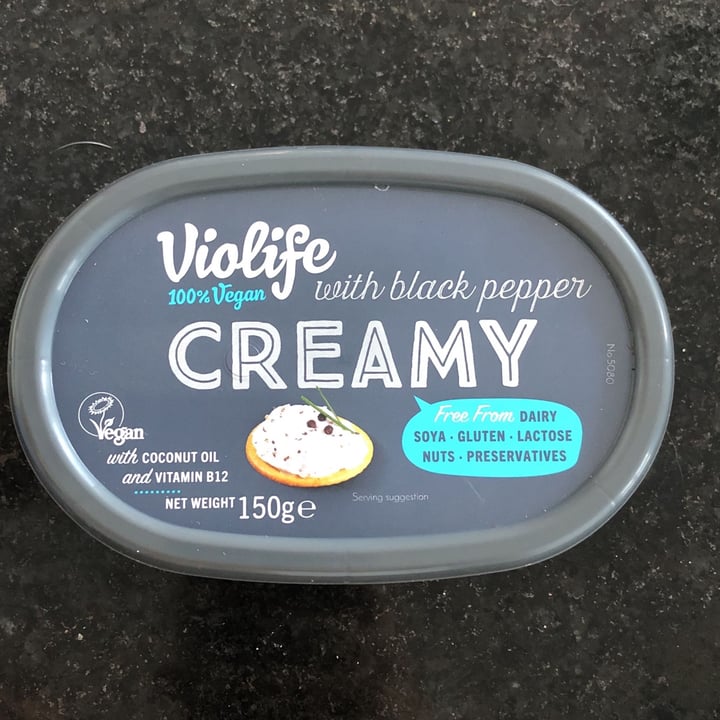 Violife
100% Vegan
with black pepper
CREAMY
No.5080
Vegan
with COCONUT OIL
and VITAMIN B12
NET WEIGHT 150g e
Free From DAIRY
SOYA · GLUTEN · LACTOSE
NUTS · PRESERVATIVES
Serving suggestion